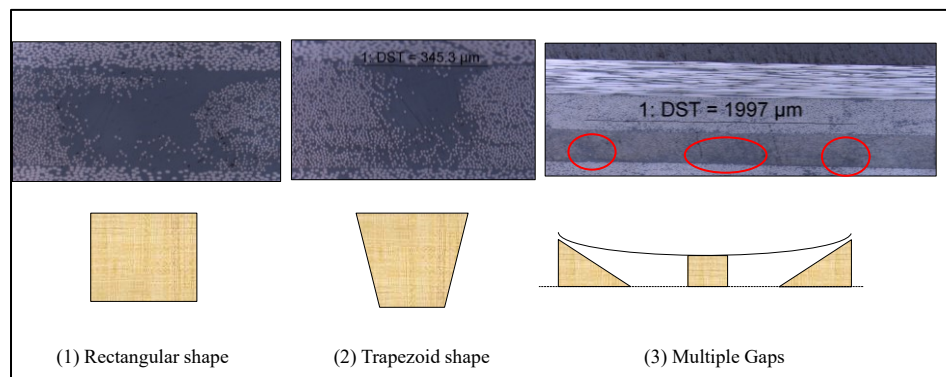 1: DST = 345.3 µm
1: DST = 1997 µm
(1) Rectangular shape
(2) Trapezoid shape
(3) Multiple Gaps